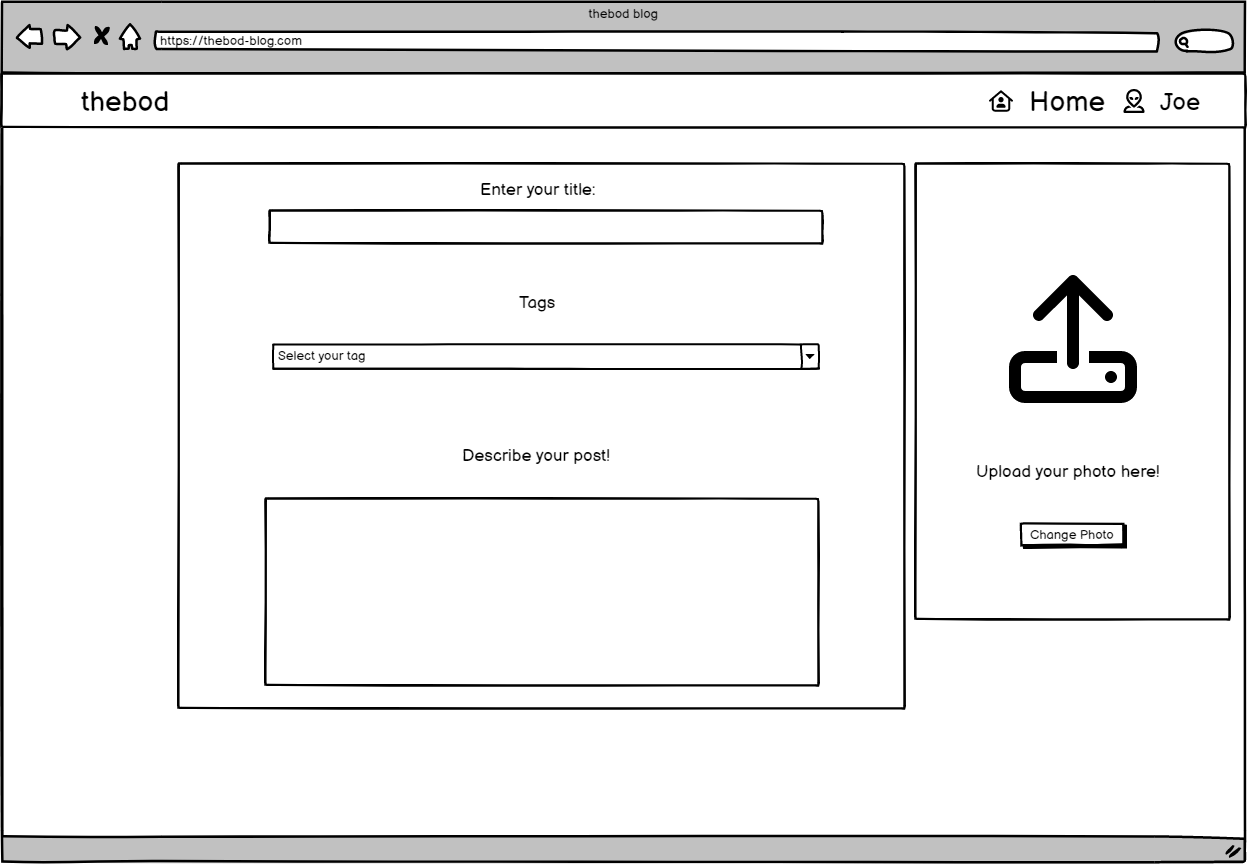 thebod blog
https://thebod-blog.com
thebod
Home
Joe
Enter your title:
Tags
Select your tag
Describe your post!
Upload your photo here!
Change Photo